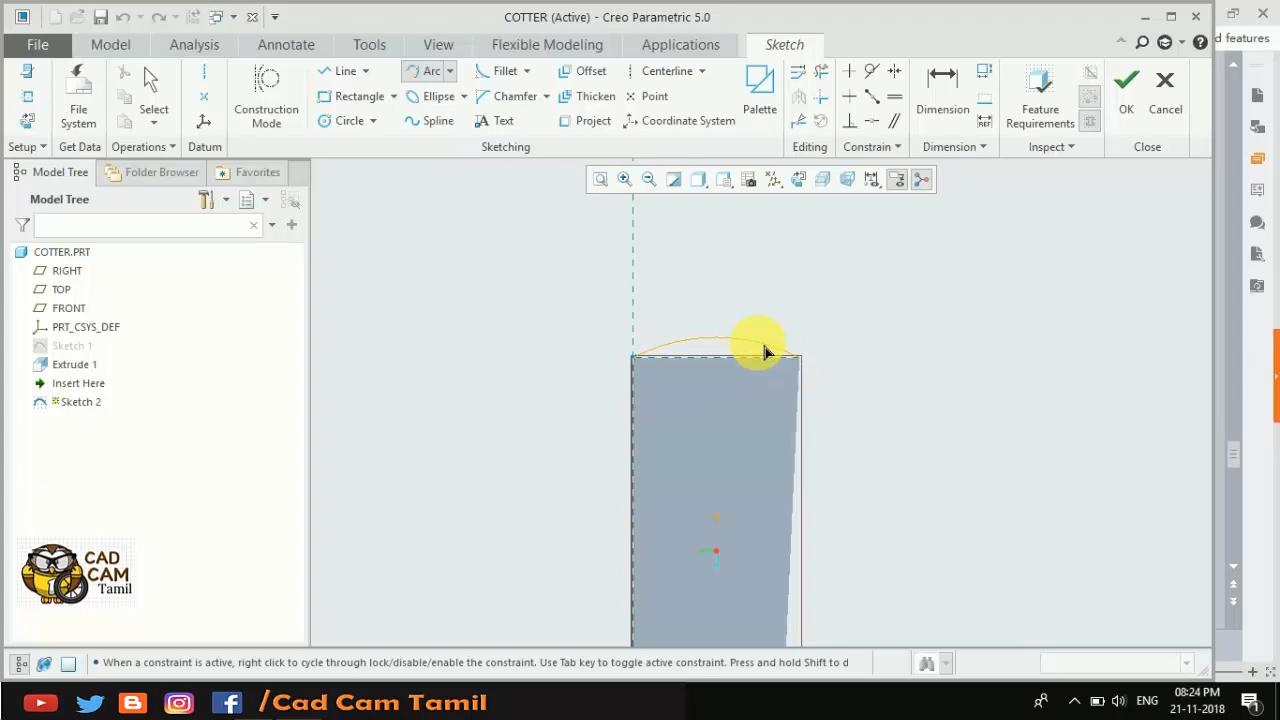 COTTER (Active) - Creo Parametric 5.0
File Model Analysis Annotate Tools View Flexible Modeling Applications Sketch
d features
Line Arc Fillet Offset Centerline
Rectangle Ellipse Chamfer Thicken Point
Circle Spline Text Project Coordinate System
File System
Select
Construction Mode
Palette
Dimension
Feature Requirements
OK Cancel
Setup Get Data Operations Datum Sketching Editing Constrain Dimension Inspect Close
Model Tree Folder Browser Favorites
Model Tree
COTTER.PRT
RIGHT
TOP
FRONT
PRT_CSYS_DEF
Sketch 1
Extrude 1
Insert Here
Sketch 2
CAD
CAM
Tamil
• When a constraint is active, right click to cycle through lock/disable/enable the constraint. Use Tab key to toggle active constraint. Press and hold Shift to d
/Cad Cam Tamil
ENG
08:24 PM
21-11-2018
1